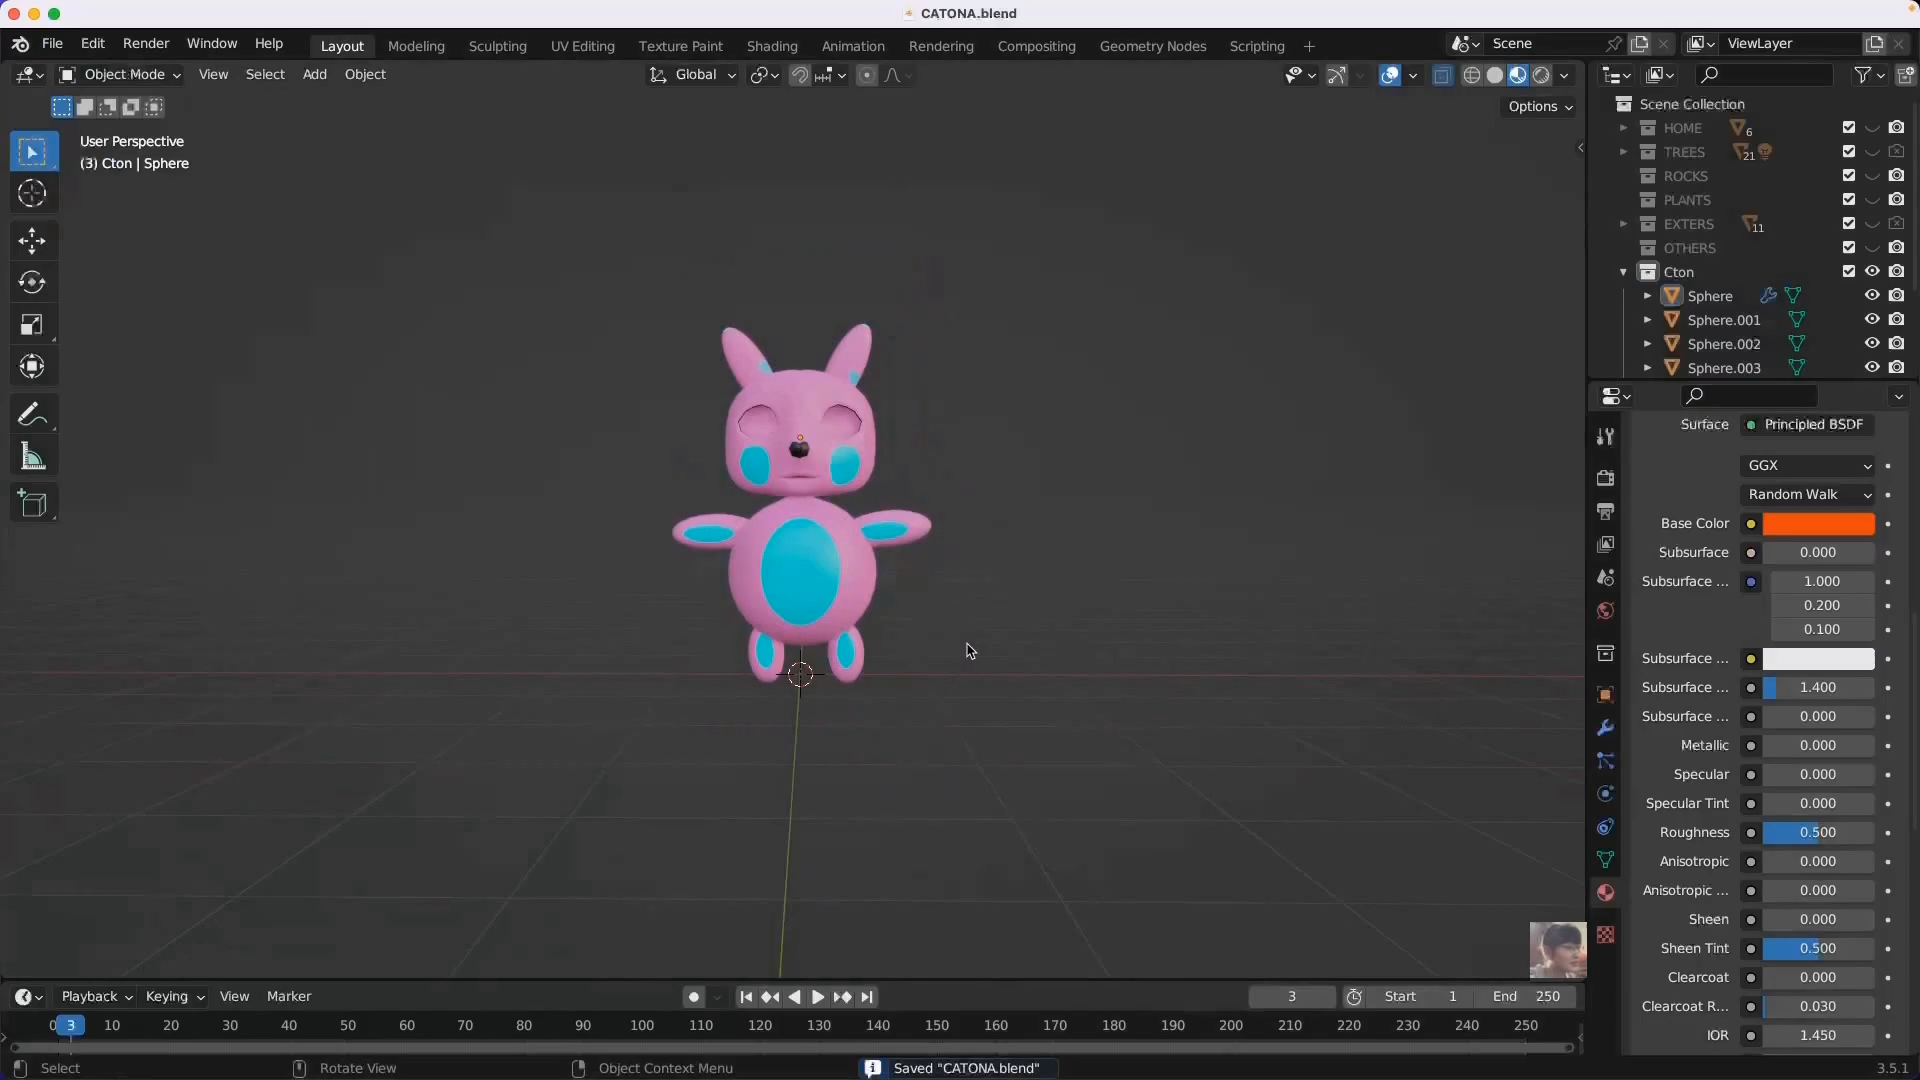 CATONA.blend
File Edit Render Window Help Layout Modeling Sculpting UV Editing Texture Paint Shading Animation Rendering Compositing Geometry Nodes Scripting Scene ViewLayer
Object Mode View Select Add Object Global
Options
User Perspective
(3) Cton | Sphere
Scene Collection
HOME 6
TREES 21
ROCKS
PLANTS
EXTERS 11
OTHERS
Cton
Sphere
Sphere.001
Sphere.002
Sphere.003
Surface Principled BSDF
GGX
Random Walk
Base Color
Subsurface 0.000
Subsurface ... 1.000
0.200
0.100
Subsurface ...
Subsurface ... 1.400
Subsurface ... 0.000
Metallic 0.000
Specular 0.000
Specular Tint 0.000
Roughness 0.500
Anisotropic 0.000
Anisotropic ... 0.000
Sheen 0.000
Sheen Tint 0.500
Clearcoat 0.000
Clearcoat R... 0.030
IOR 1.450
Playback Keying View Marker 3 Start 1 End 250
0 3 10 20 30 40 50 60 70 80 90 100 110 120 130 140 150 160 170 180 190 200 210 220 230 240 250
Select Rotate View Object Context Menu Saved "CATONA.blend" 3.5.1